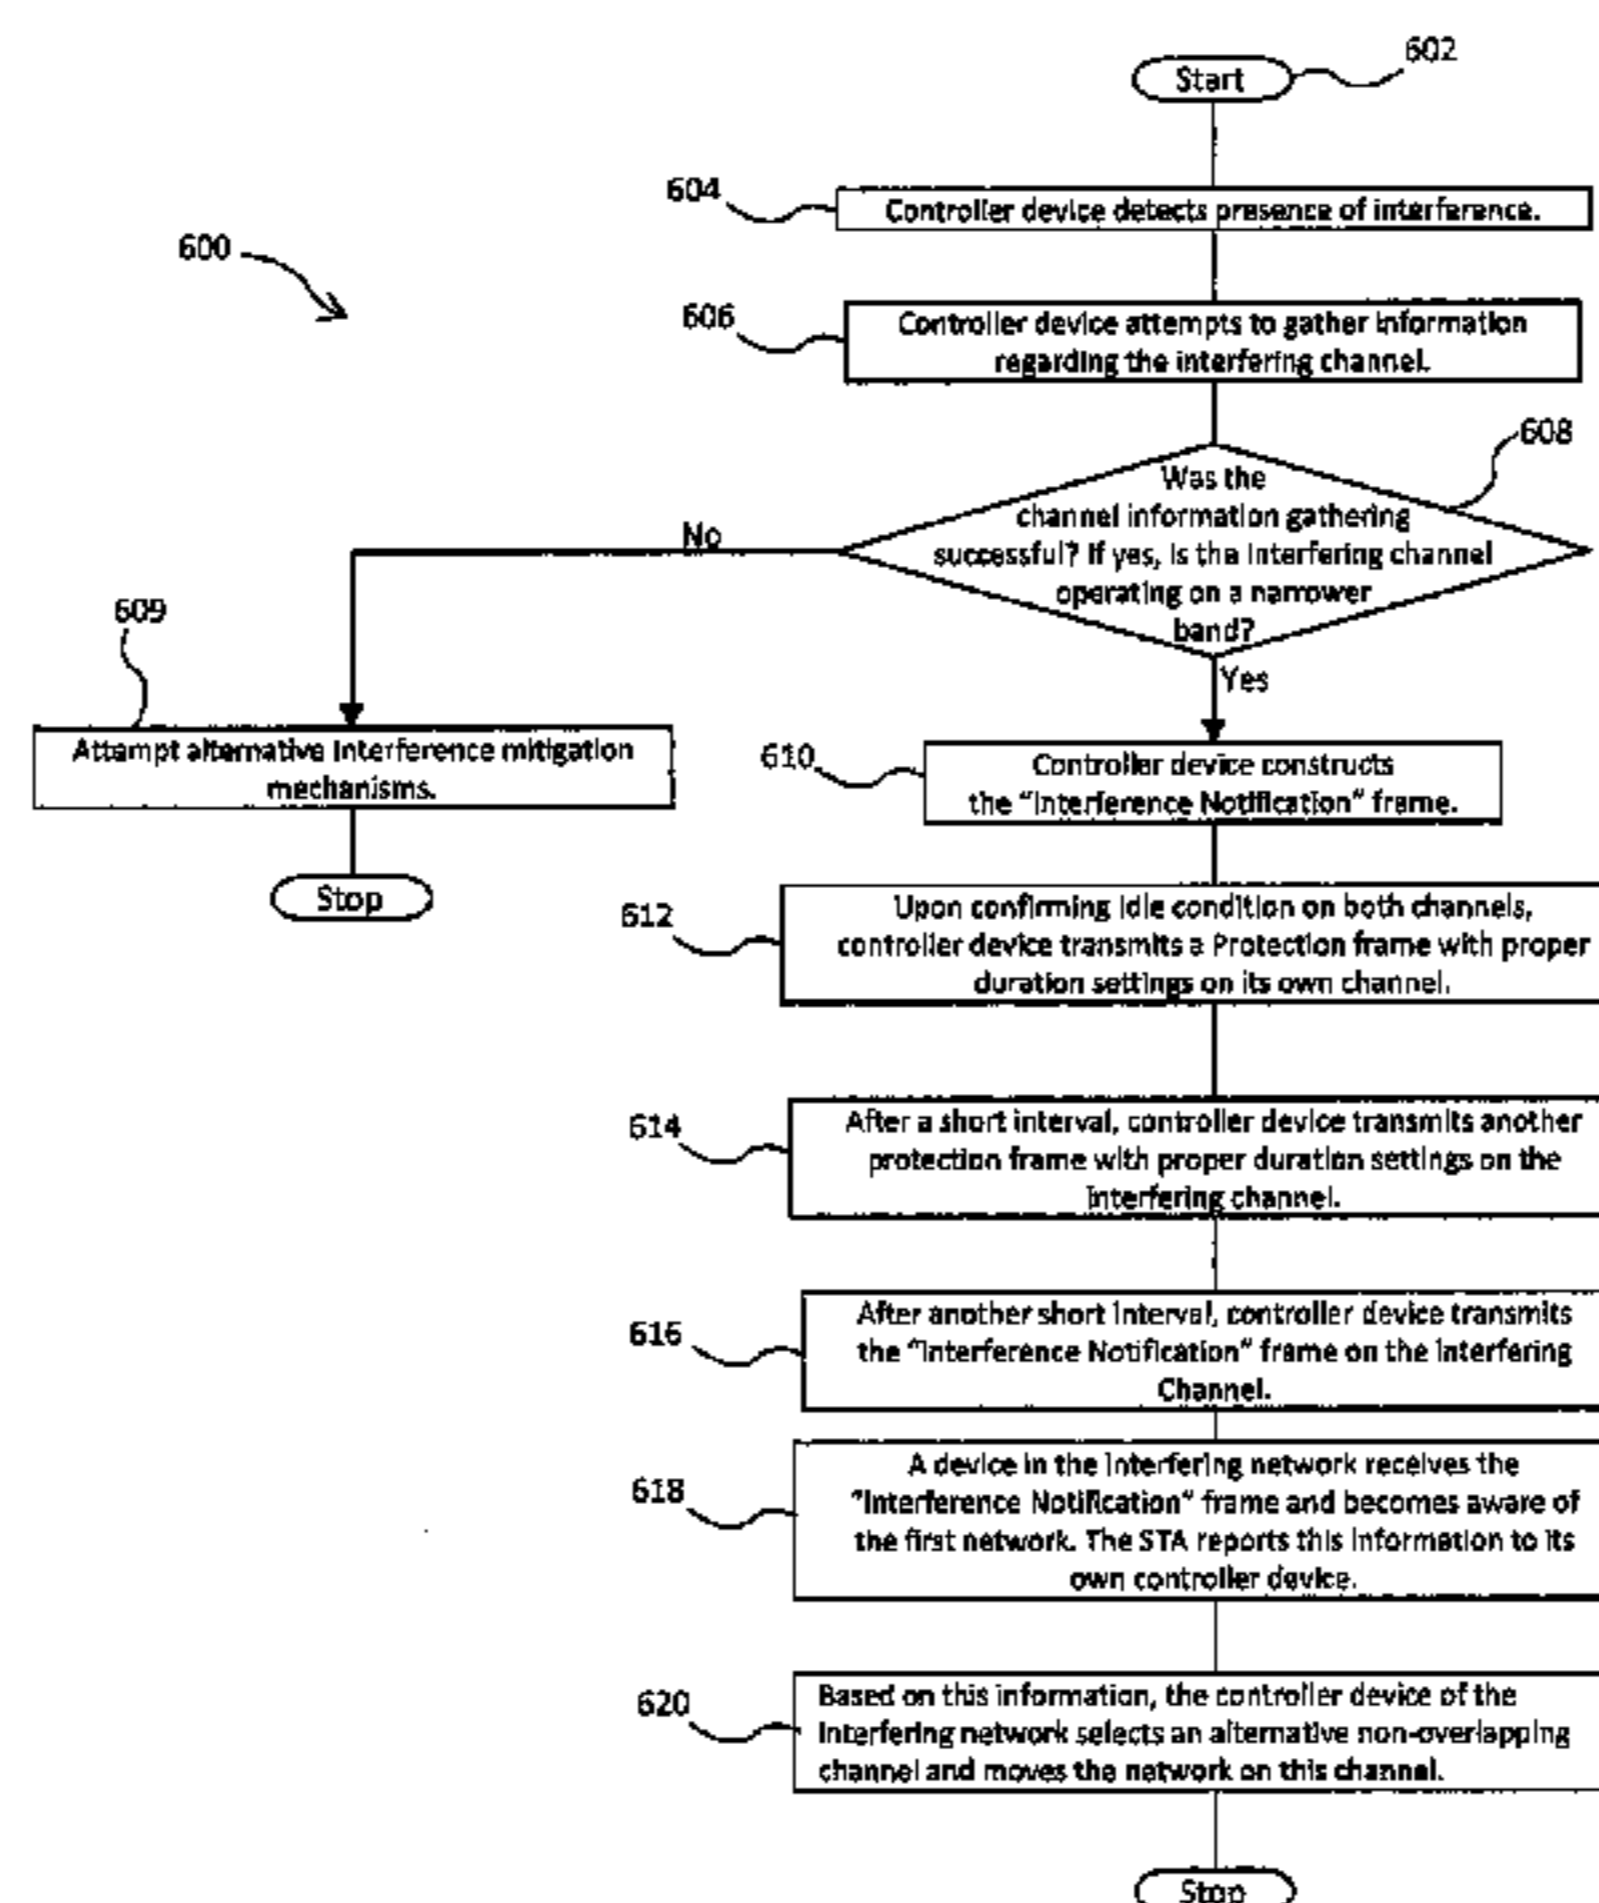 602
Start
604
Controller device detects presence of interference.
600
606
Controller device attempts to gather information
regarding the interfering channel.
608
Was the
channel information gathering
successful? If yes, is the interfering channel
operating on a narrower
band?
No
Yes
609
Attempt alternative interference mitigation
mechanisms.
Stop
610
Controller device constructs
the "Interference Notification" frame.
612
Upon confirming idle condition on both channels,
controller device transmits a Protection frame with proper
duration settings on its own channel.
614
After a short interval, controller device transmits another
protection frame with proper duration settings on the
interfering channel.
616
After another short interval, controller device transmits
the "Interference Notification" frame on the interfering
Channel.
618
A device in the interfering network receives the
"Interference Notification" frame and becomes aware of
the first network. The STA reports this information to its
own controller device.
620
Based on this information, the controller device of the
interfering network selects an alternative non-overlapping
channel and moves the network on this channel.
Stop